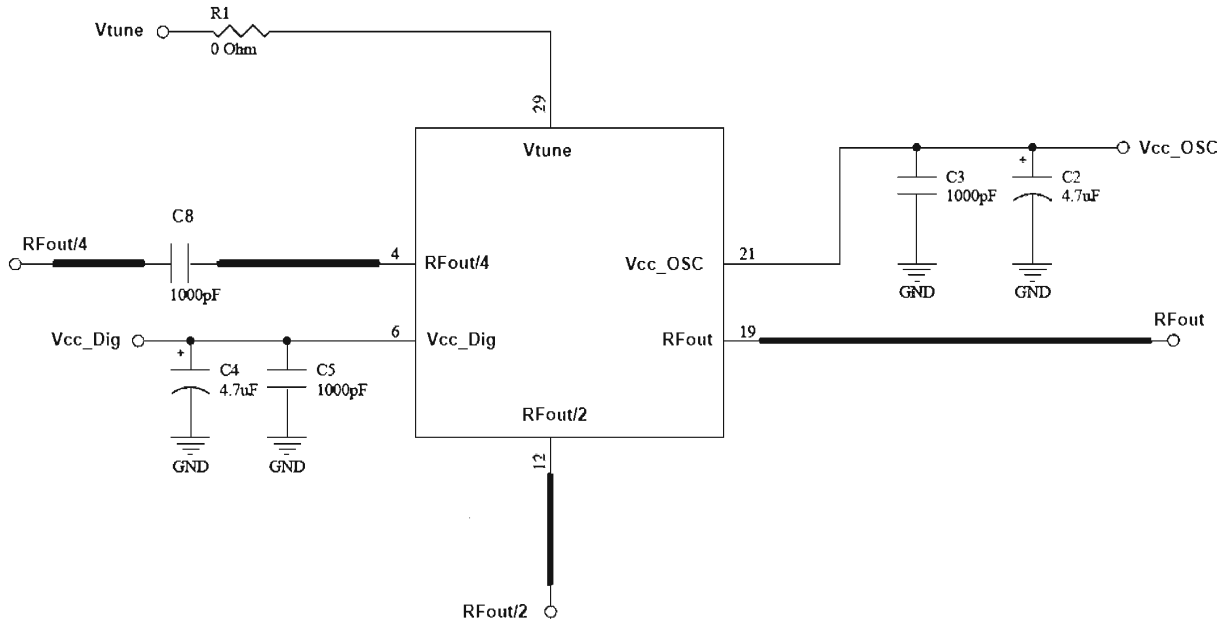 R1
Vtune
0 Ohm
29
Vtune
Vcc_OSC
C3
1000pF
C2
+
4.7uF
C8
RFout/4
4
RFout/4
1000pF
Vcc_OSC
21
GND
GND
Vcc_Dig
6
Vcc_Dig
RFout
19
RFout
+
C4
4.7uF
C5
1000pF
RFout/2
GND
GND
12
RFout/2